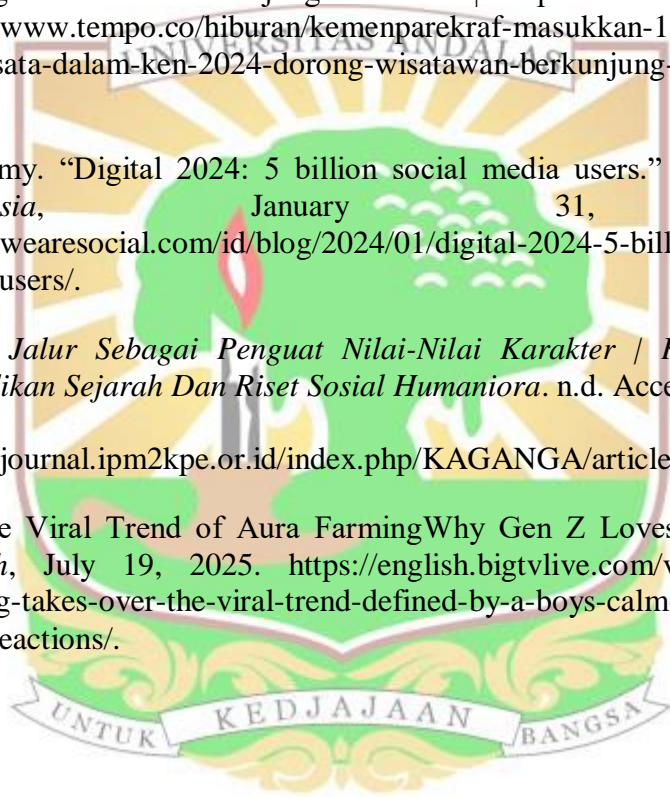 www.tempo.co/hiburan/kemenparekraf-masukkan-1
UNIVERSITAS ANDALAS
sata-dalam-ken-2024-dorong-wisatawan-berkunjung-
my. “Digital 2024: 5 billion social media users.”
sia, January 31,
wearesocial.com/id/blog/2024/01/digital-2024-5-bill
users/.
Jalur Sebagai Penguat Nilai-Nilai Karakter |
likan Sejarah Dan Riset Sosial Humaniora. n.d. Acce
journal.ipm2kpe.or.id/index.php/KAGANGA/article
e Viral Trend of Aura FarmingWhy Gen Z Loves
h, July 19, 2025. https://english.bigtvlive.com/v
g-takes-over-the-viral-trend-defined-by-a-boys-calm
eactions/.
UNTUK KEDJAJAAN BANGSA